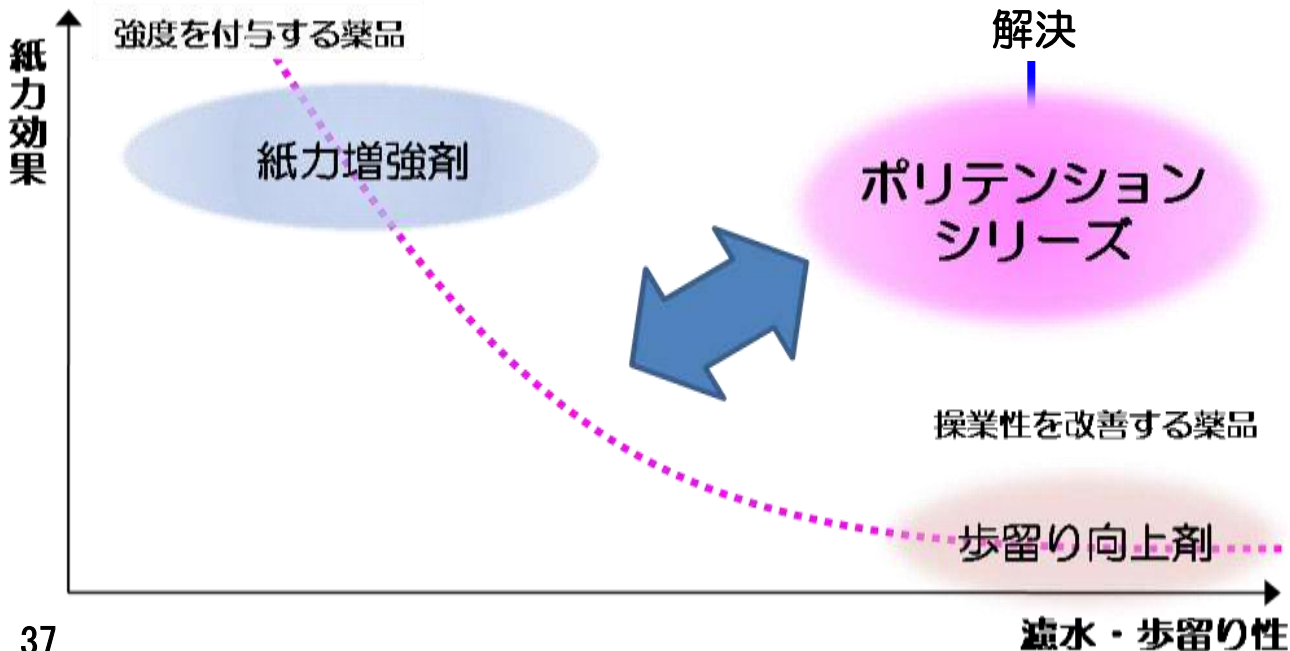 強度を付与する薬品
解決
紙力効果
紙力増強剤
ポリテンション
シリーズ
操業性を改善する薬品
歩留り向上剤
濾水・歩留り性
37